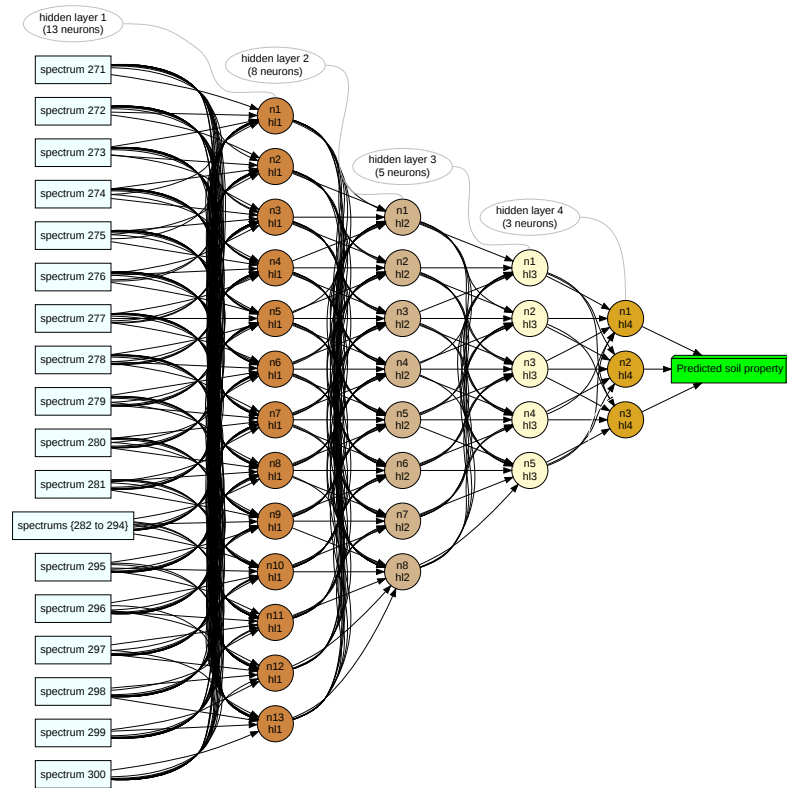 hidden layer 1
(13 neurons)
hidden layer 2
(8 neurons)
hidden layer 3
(5 neurons)
hidden layer 4
(3 neurons)
spectrum 271
spectrum 272
spectrum 273
spectrum 274
spectrum 275
spectrum 276
spectrum 277
spectrum 278
spectrum 279
spectrum 280
spectrum 281
spectrums {282 to 294}
spectrum 295
spectrum 296
spectrum 297
spectrum 298
spectrum 299
spectrum 300
n1
hl1
n2
hl1
n3
hl1
n4
hl1
n5
hl1
n6
hl1
n7
hl1
n8
hl1
n9
hl1
n10
hl1
n11
hl1
n12
hl1
n13
hl1
n1
hl2
n2
hl2
n3
hl2
n4
hl2
n5
hl2
n6
hl2
n7
hl2
n8
hl2
n1
hl3
n2
hl3
n3
hl3
n4
hl3
n5
hl3
n1
hl4
n2
hl4
n3
hl4
Predicted soil property